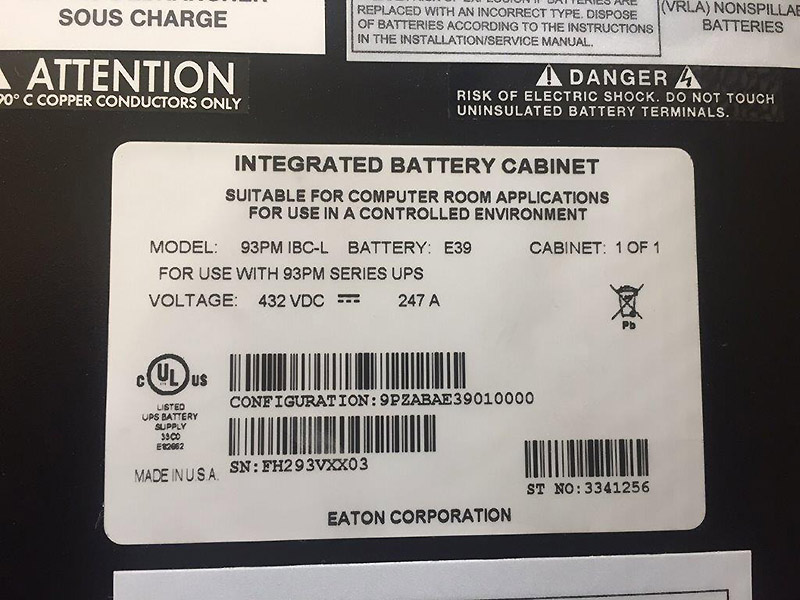 SOUS CHARGE
REPLACED WITH AN INCORRECT TYPE. DISPOSE
OF BATTERIES ACCORDING TO THE INSTRUCTIONS
IN THE INSTALLATION/SERVICE MANUAL.
(VRLA) NONSPILLAE
BATTERIES
ATTENTION
90° C COPPER CONDUCTORS ONLY
DANGER
RISK OF ELECTRIC SHOCK. DO NOT TOUCH
UNINSULATED BATTERY TERMINALS.
INTEGRATED BATTERY CABINET
SUITABLE FOR COMPUTER ROOM APPLICATIONS
FOR USE IN A CONTROLLED ENVIRONMENT
MODEL: 93PM IBC-L BATTERY: E39 CABINET: 1 OF 1
FOR USE WITH 93PM SERIES UPS
VOLTAGE: 432 VDC 247 A
Pb
c UL US
LISTED
UPS BATTERY
SUPPLY
33C0
E82662
CONFIGURATION:9PZABAE39010000
SN:FH293VXX03
MADE IN U.S.A.
ST NO:3341256
EATON CORPORATION